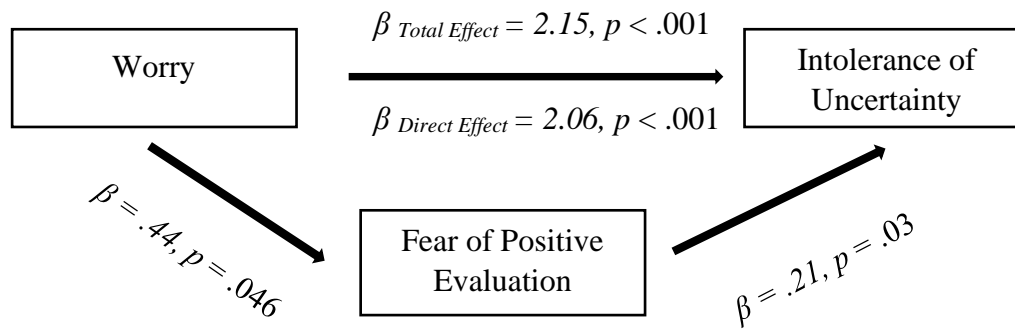 β Total Effect = 2.15, p < .001
Worry
Intolerance of
Uncertainty
β Direct Effect = 2.06, p < .001
β = .44, p = .046
Fear of Positive
Evaluation
β = .21, p = .03